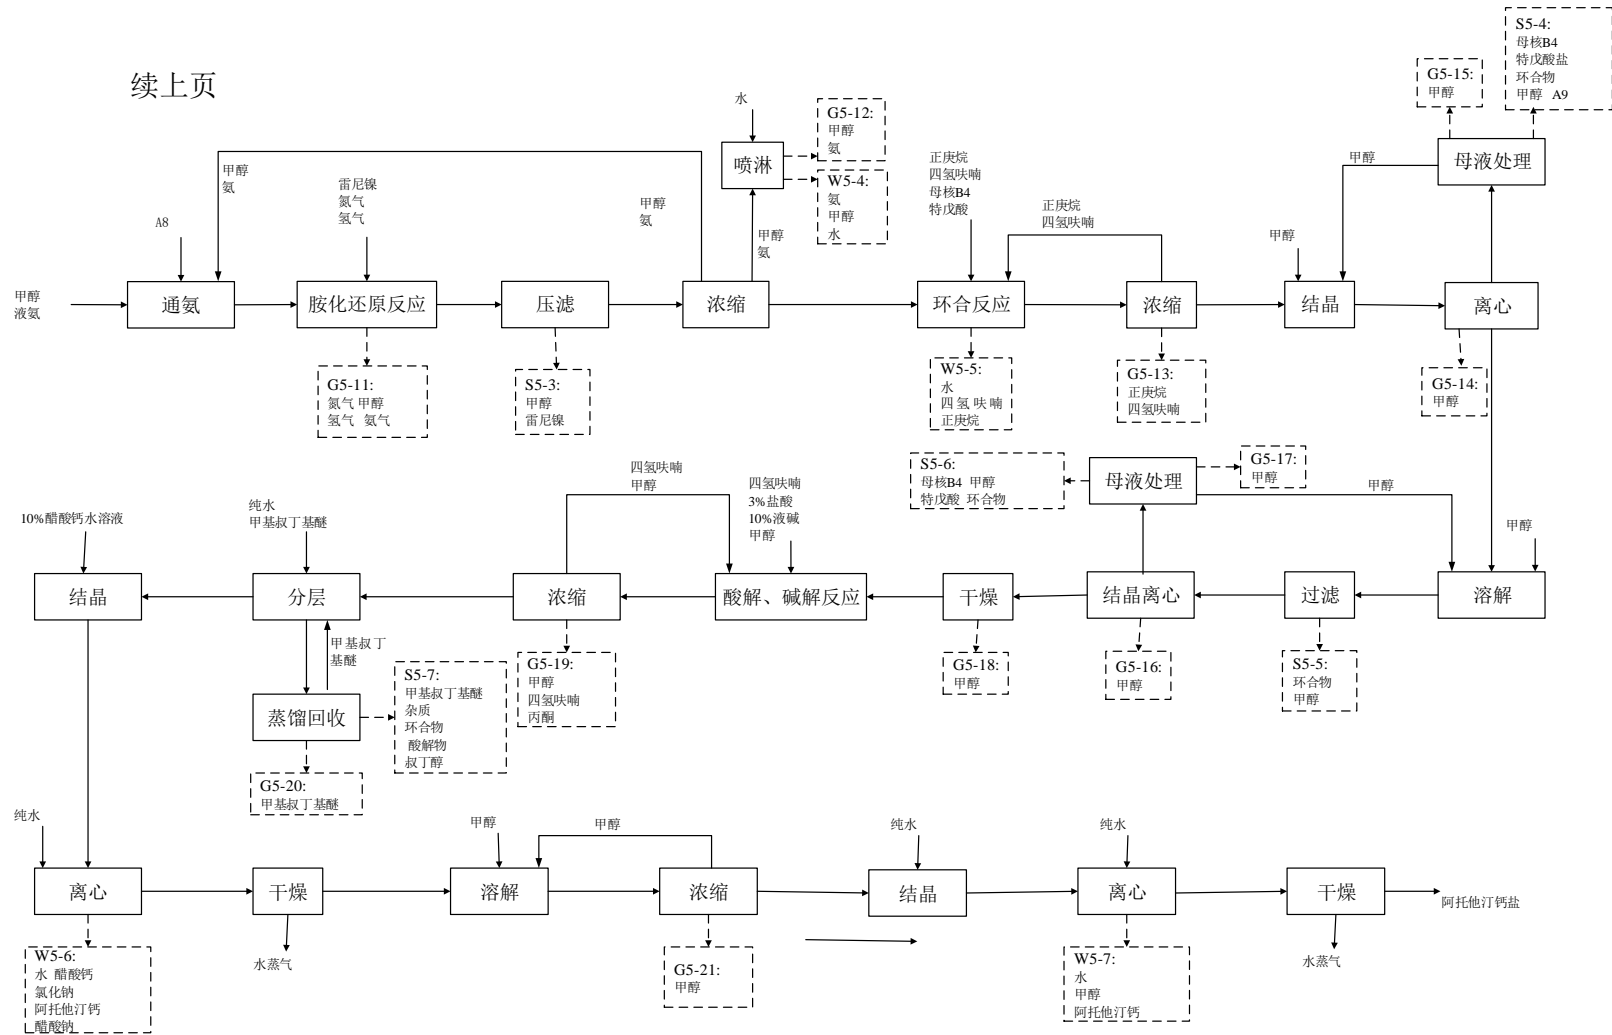 续上页
S5-4:
母核B4
特戊酸盐
环合物
甲醇 A9
G5-15:
甲醇
水
G5-12:
甲醇
氨
喷淋
W5-4:
氨
甲醇
水
甲醇
氨
雷尼镍
氮气
氢气
甲醇
氨
甲醇
氨
正庚烷
四氢呋喃
母核B4
特戊酸
正庚烷
四氢呋喃
甲醇
母液处理
A8
甲醇
甲醇
液氨
通氨
胺化还原反应
压滤
浓缩
环合反应
浓缩
结晶
离心
G5-11:
氮气 甲醇
氢气 氨气
S5-3:
甲醇
雷尼镍
W5-5:
水
四氢呋喃
正庚烷
G5-13:
正庚烷
四氢呋喃
G5-14:
甲醇
S5-6:
母核B4 甲醇
特戊酸 环合物
母液处理
G5-17:
甲醇
甲醇
甲醇
四氢呋喃
甲醇
四氢呋喃
3%盐酸
10%液碱
甲醇
纯水
甲基叔丁基醚
10%醋酸钙水溶液
结晶
分层
浓缩
酸解、碱解反应
干燥
结晶离心
过滤
溶解
甲基叔丁
基醚
蒸馏回收
S5-7:
甲基叔丁基醚
杂质
环合物
酸解物
叔丁醇
G5-19:
甲醇
四氢呋喃
丙酮
G5-18:
甲醇
G5-16:
甲醇
S5-5:
环合物
甲醇
G5-20:
甲基叔丁基醚
纯水
甲醇
甲醇
纯水
纯水
离心
干燥
溶解
浓缩
结晶
离心
干燥
阿托他汀钙盐
W5-6:
水 醋酸钙
氯化钠
阿托他汀钙
醋酸钠
水蒸气
G5-21:
甲醇
W5-7:
水
甲醇
阿托他汀钙
水蒸气